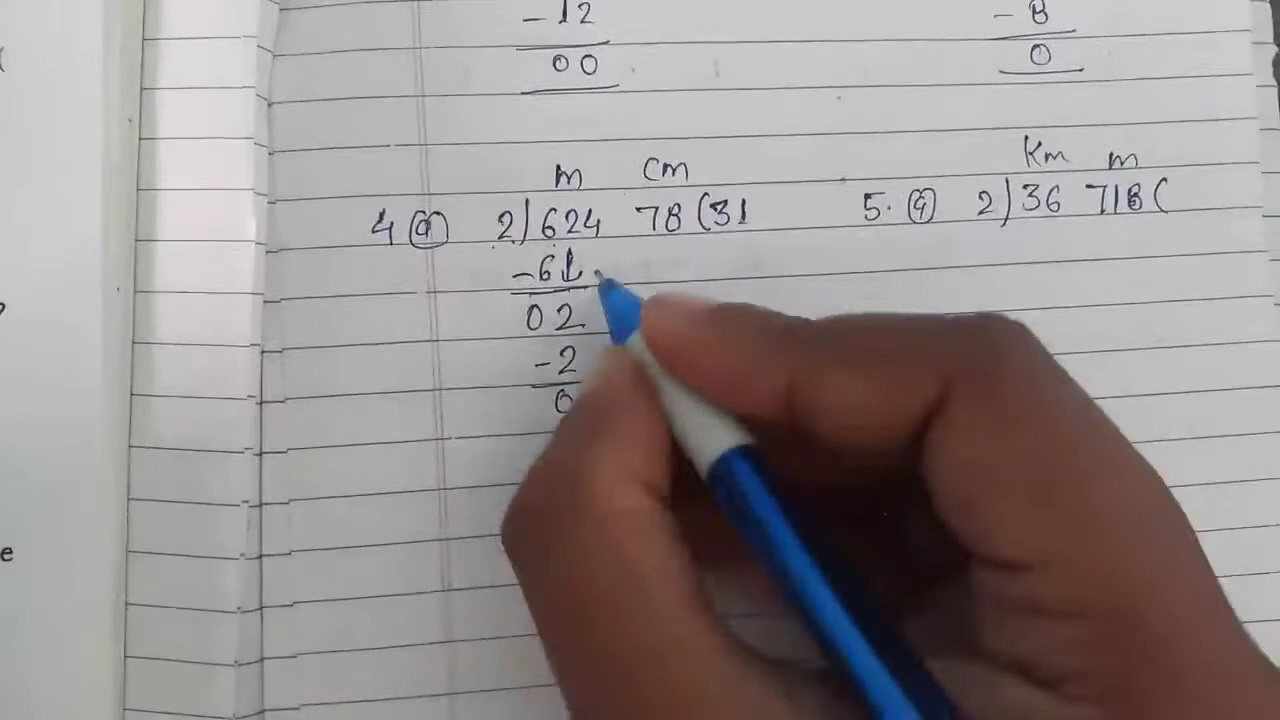 - 12
00
- 8
0
m cm
4 (a) 2) 624 78 (31
- 6↓
02
- 2
0
Km m
5. (a) 2) 36 718 (
e